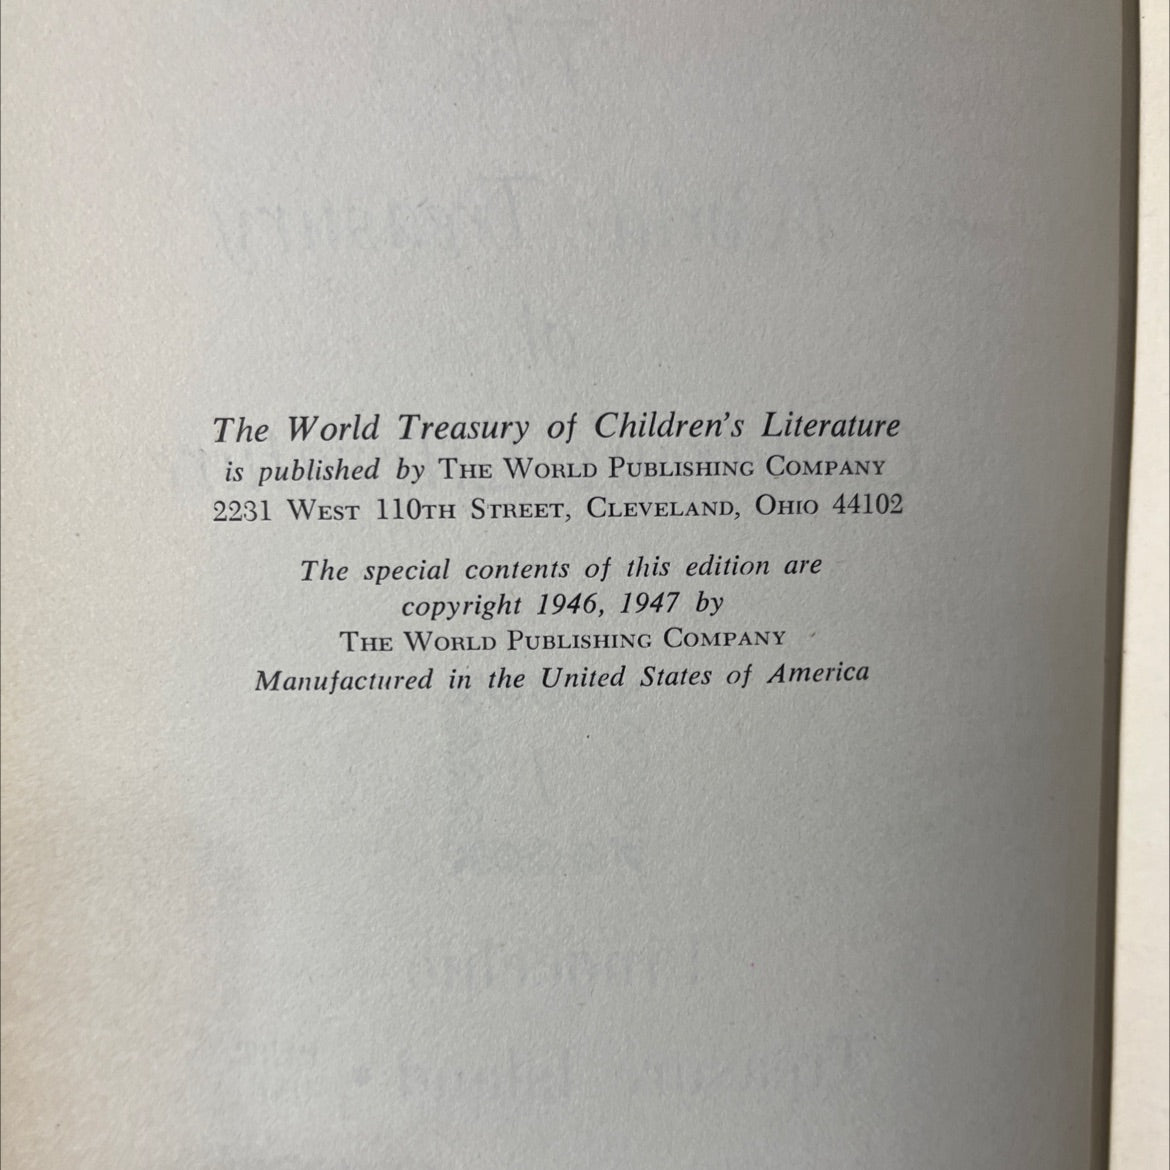 The World Treasury of Children's Literature
is published by THE WORLD PUBLISHING COMPANY
2231 WEST 110TH STREET, CLEVELAND, OHIO 44102
The special contents of this edition are
copyright 1946, 1947 by
THE WORLD PUBLISHING COMPANY
Manufactured in the United States of America